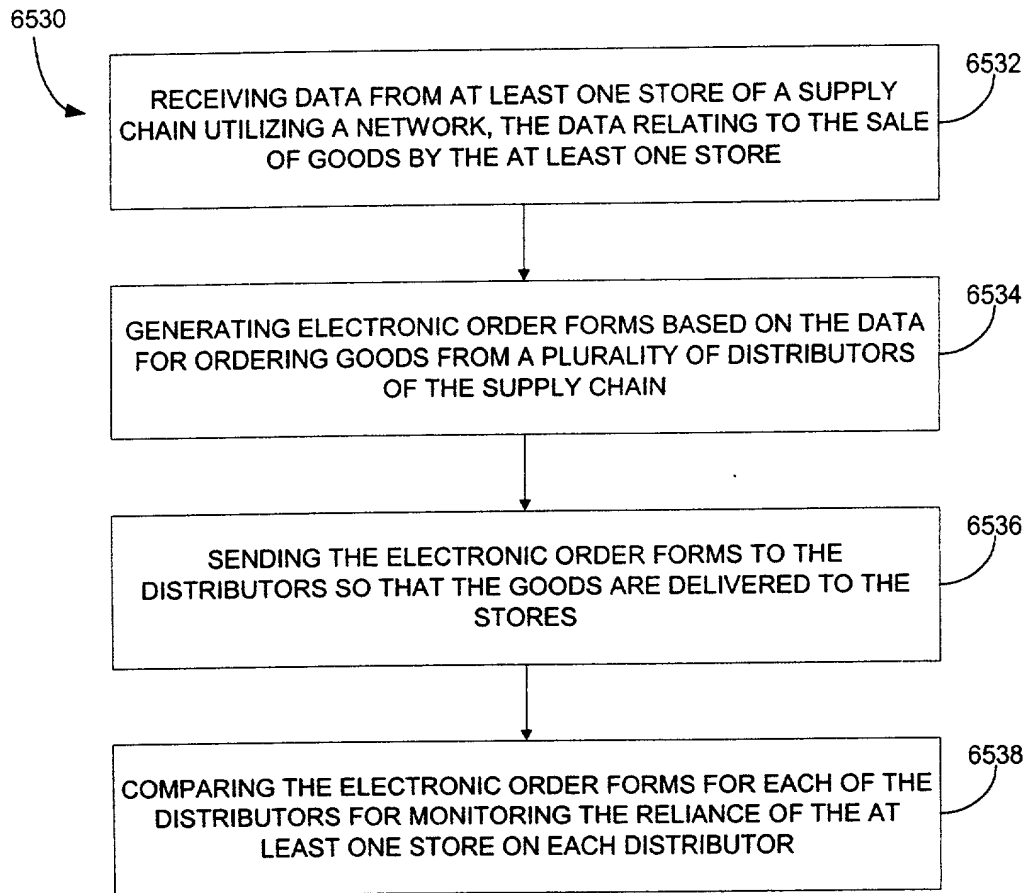 6530
6532
RECEIVING DATA FROM AT LEAST ONE STORE OF A SUPPLY
CHAIN UTILIZING A NETWORK, THE DATA RELATING TO THE SALE
OF GOODS BY THE AT LEAST ONE STORE
6534
GENERATING ELECTRONIC ORDER FORMS BASED ON THE DATA
FOR ORDERING GOODS FROM A PLURALITY OF DISTRIBUTORS
OF THE SUPPLY CHAIN
6536
SENDING THE ELECTRONIC ORDER FORMS TO THE
DISTRIBUTORS SO THAT THE GOODS ARE DELIVERED TO THE
STORES
6538
COMPARING THE ELECTRONIC ORDER FORMS FOR EACH OF THE
DISTRIBUTORS FOR MONITORING THE RELIANCE OF THE AT
LEAST ONE STORE ON EACH DISTRIBUTOR